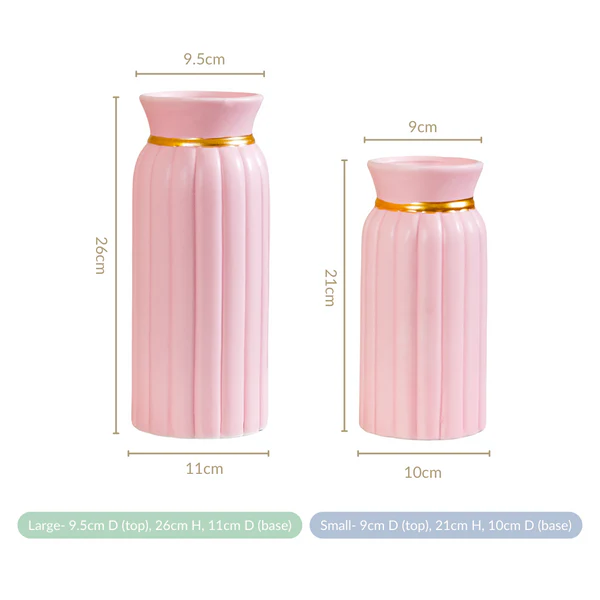 9.5cm
9cm
26cm
21cm
11cm
10cm
Large- 9.5cm D (top), 26cm H, 11cm D (base)
Small- 9cm D (top), 21cm H, 10cm D (base)